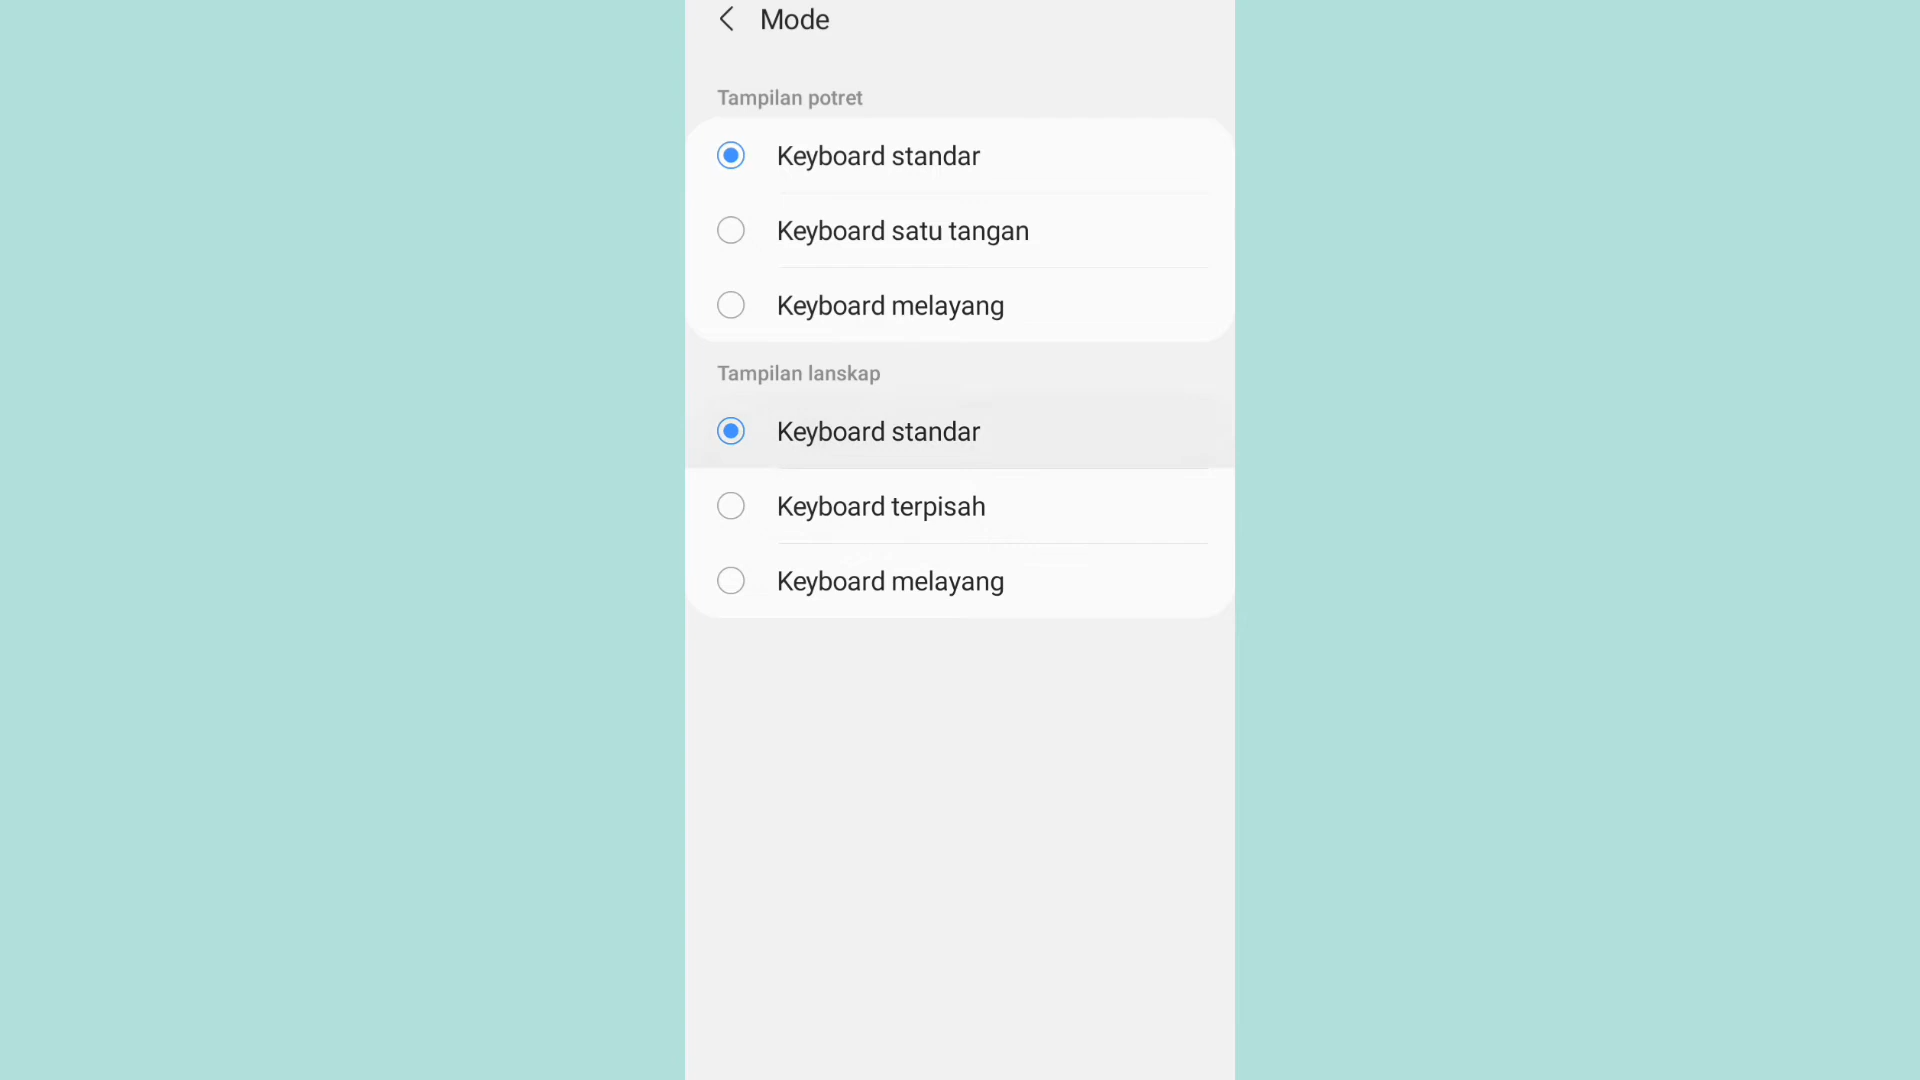 Mode
Tampilan potret
Keyboard standar
Keyboard satu tangan
Keyboard melayang
Tampilan lanskap
Keyboard standar
Keyboard terpisah
Keyboard melayang